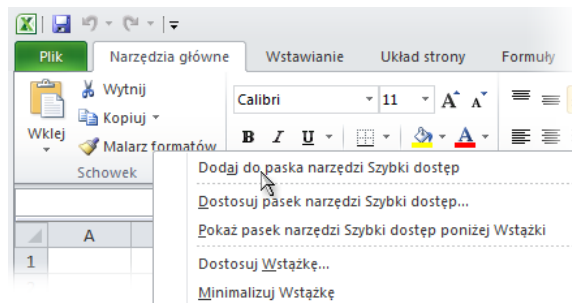 Plik Narzędzia główne Wstawianie Układ strony Formuły
Wytnij
Kopiuj
Malarz formatów
Wklej
Schowek
Calibri 11 A A
B I U A
Dodaj do paska narzędzi Szybki dostęp
Dostosuj pasek narzędzi Szybki dostęp...
Pokaż pasek narzędzi Szybki dostęp poniżej Wstążki
Dostosuj Wstążkę...
Minimalizuj Wstążkę
A
1